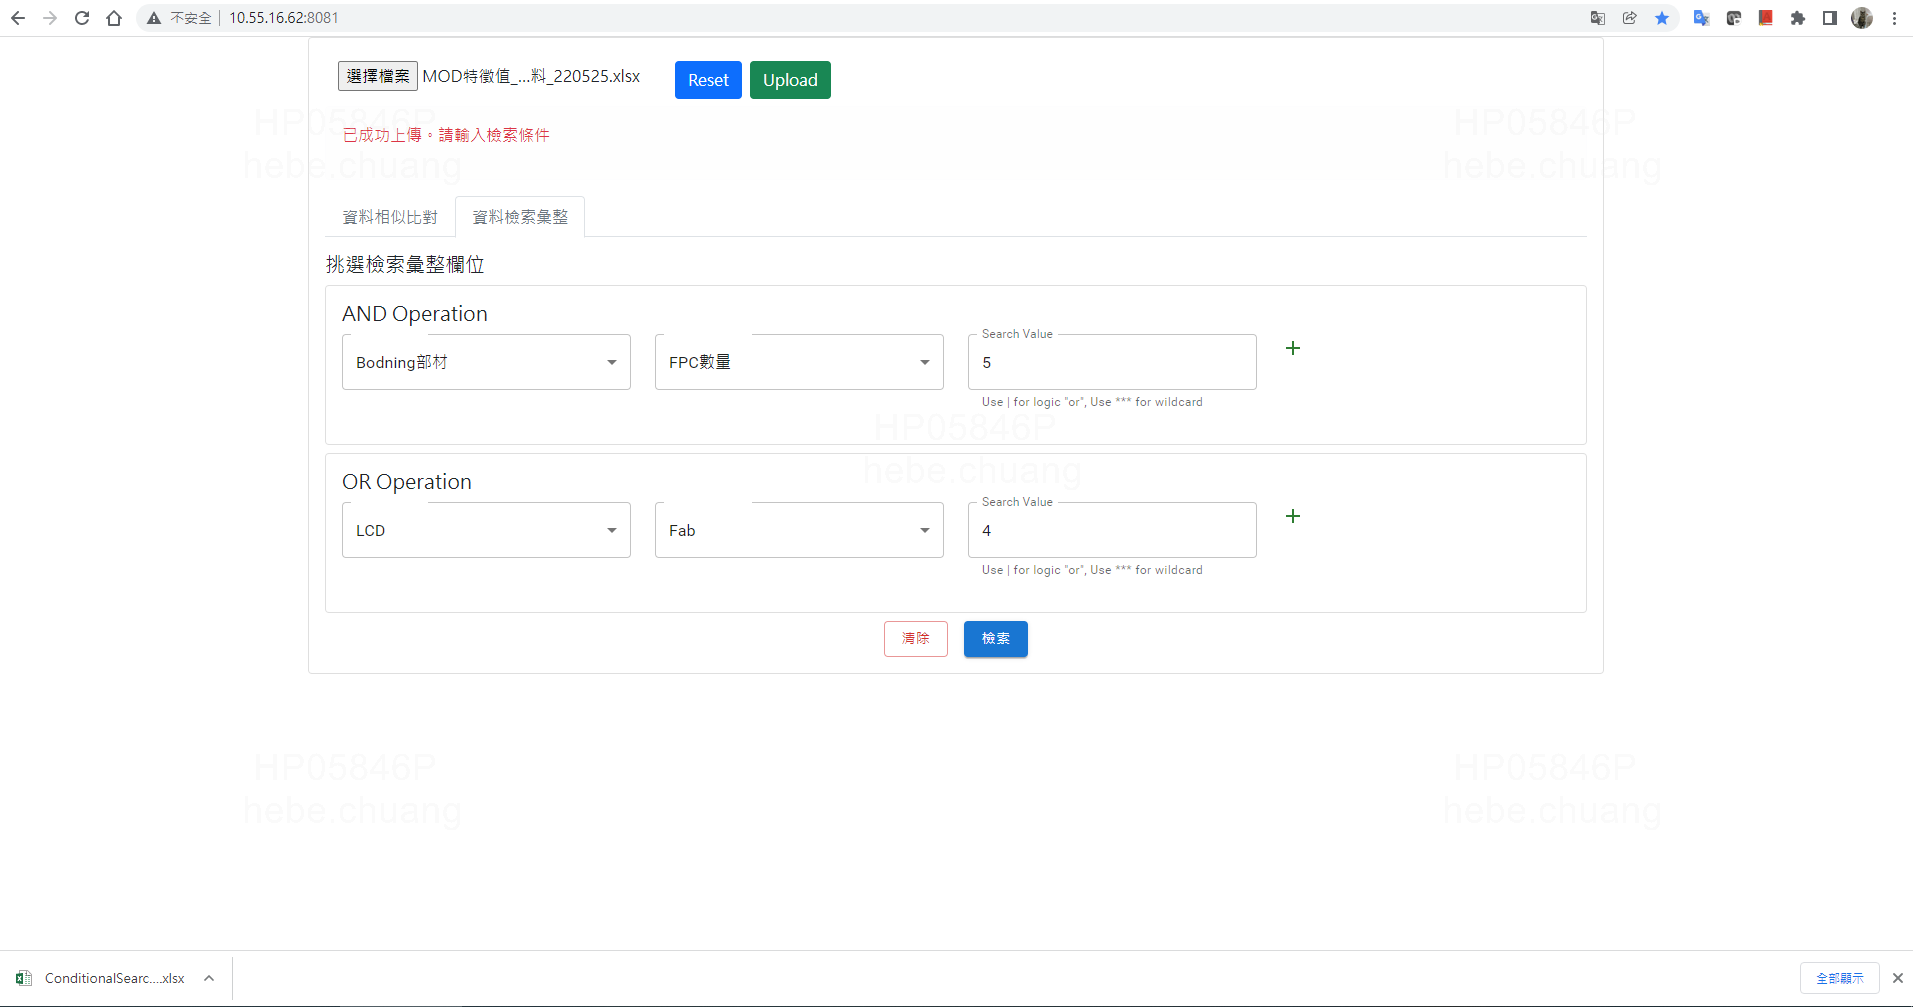 不安全 | 10.55.16.62:8081
選擇檔案 MOD特徵值_...料_220525.xlsx Reset Upload
HP05846P HP05846P
已成功上傳。請輸入檢索條件
hebe.chuang hebe.chuang
資料相似比對 資料檢索彙整
挑選檢索彙整欄位
AND Operation
Search Value
Bodning部材 FPC數量 5 +
Use | for logic "or", Use *** for wildcard
HP05846P
hebe.chuang
OR Operation
Search Value
LCD Fab 4 +
Use | for logic "or", Use *** for wildcard
清除 檢索
HP05846P HP05846P
hebe.chuang hebe.chuang
ConditionalSearc....xlsx 全部顯示